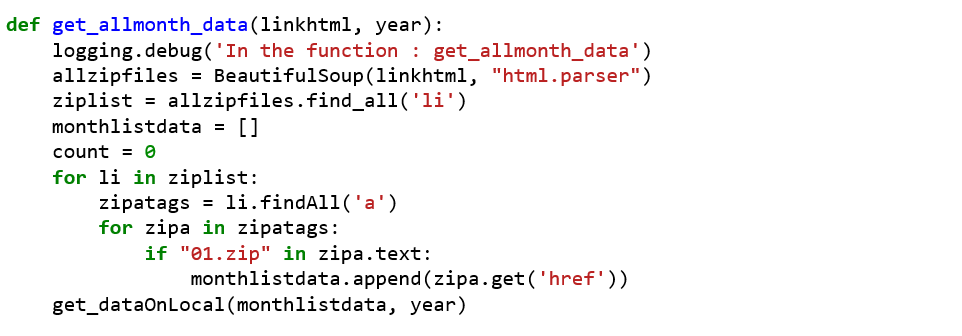 def get_allmonth_data(linkhtml, year):
    logging.debug('In the function : get_allmonth_data')
    allzipfiles = BeautifulSoup(linkhtml, "html.parser")
    ziplist = allzipfiles.find_all('li')
    monthlistdata = []
    count = 0
    for li in ziplist:
        zipatags = li.findAll('a')
        for zipa in zipatags:
            if "01.zip" in zipa.text:
                monthlistdata.append(zipa.get('href'))
    get_dataOnLocal(monthlistdata, year)